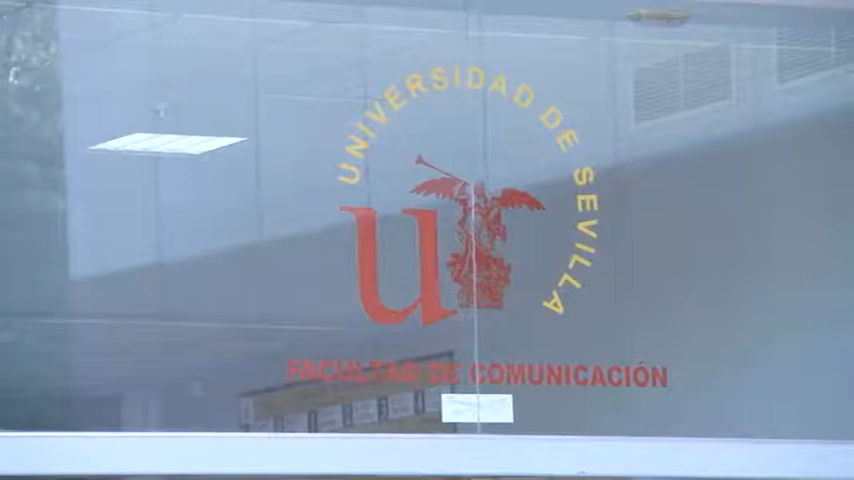 UNIVERSIDAD DE SEVILLA
u
FACULTAD DE COMUNICACIÓN